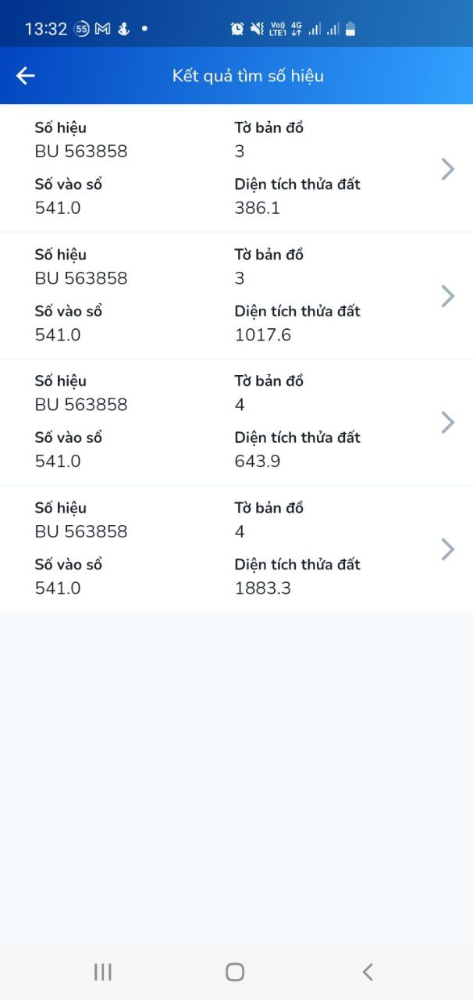 13:32 55 Vo)) LTE1 4G
Kết quả tìm số hiệu
Số hiệu Tờ bản đồ
BU 563858 3
Số vào sổ Diện tích thửa đất
541.0 386.1
Số hiệu Tờ bản đồ
BU 563858 3
Số vào sổ Diện tích thửa đất
541.0 1017.6
Số hiệu Tờ bản đồ
BU 563858 4
Số vào sổ Diện tích thửa đất
541.0 643.9
Số hiệu Tờ bản đồ
BU 563858 4
Số vào sổ Diện tích thửa đất
541.0 1883.3